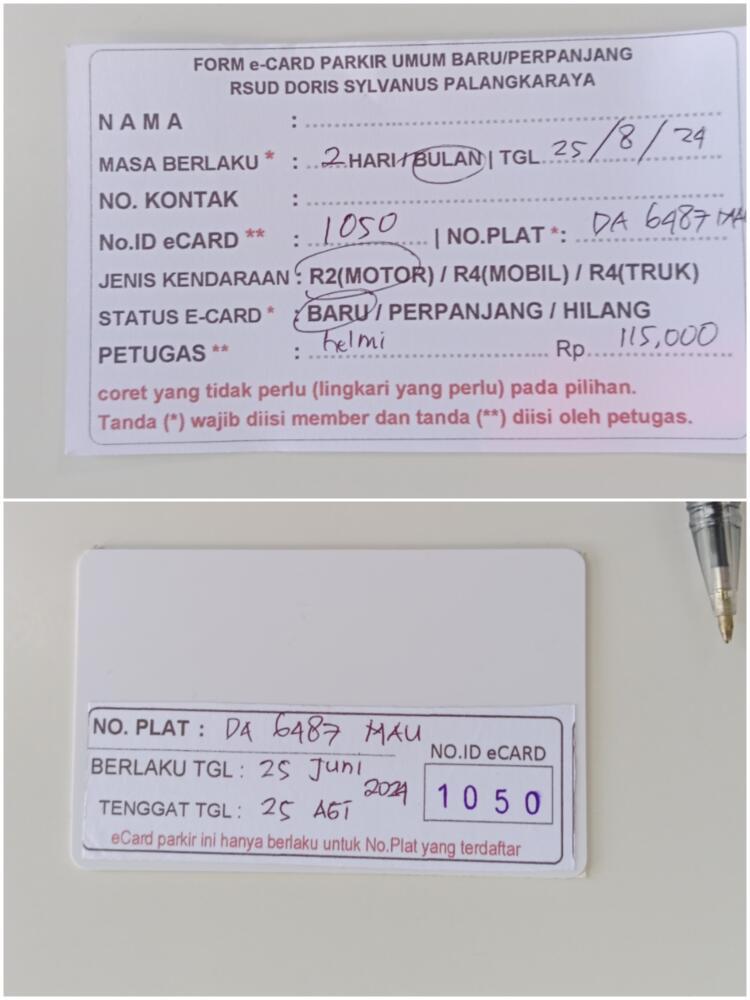 FORM e-CARD PARKIR UMUM BARU/PERPANJANG
RSUD DORIS SYLVANUS PALANGKARAYA
N A M A :
MASA BERLAKU * : 2 HARI / BULAN | TGL 25/8/24
NO. KONTAK :
No.ID eCARD ** : 1050 | NO.PLAT *: DA 6487 MAU
JENIS KENDARAAN : R2(MOTOR) / R4(MOBIL) / R4(TRUK)
STATUS E-CARD * : BARU / PERPANJANG / HILANG
PETUGAS ** : helmi Rp. 115,000
coret yang tidak perlu (lingkari yang perlu) pada pilihan.
Tanda (*) wajib diisi member dan tanda (**) diisi oleh petugas.
NO. PLAT : DA 6487 MAU
BERLAKU TGL : 25 Juni 2024
NO.ID eCARD
1050
TENGGAT TGL : 25 AGT
eCard parkir ini hanya berlaku untuk No.Plat yang terdaftar